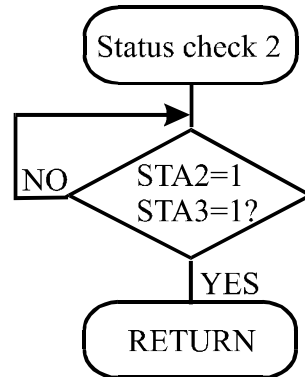 Status check 2
STA2=1
STA3=1?
NO
YES
RETURN